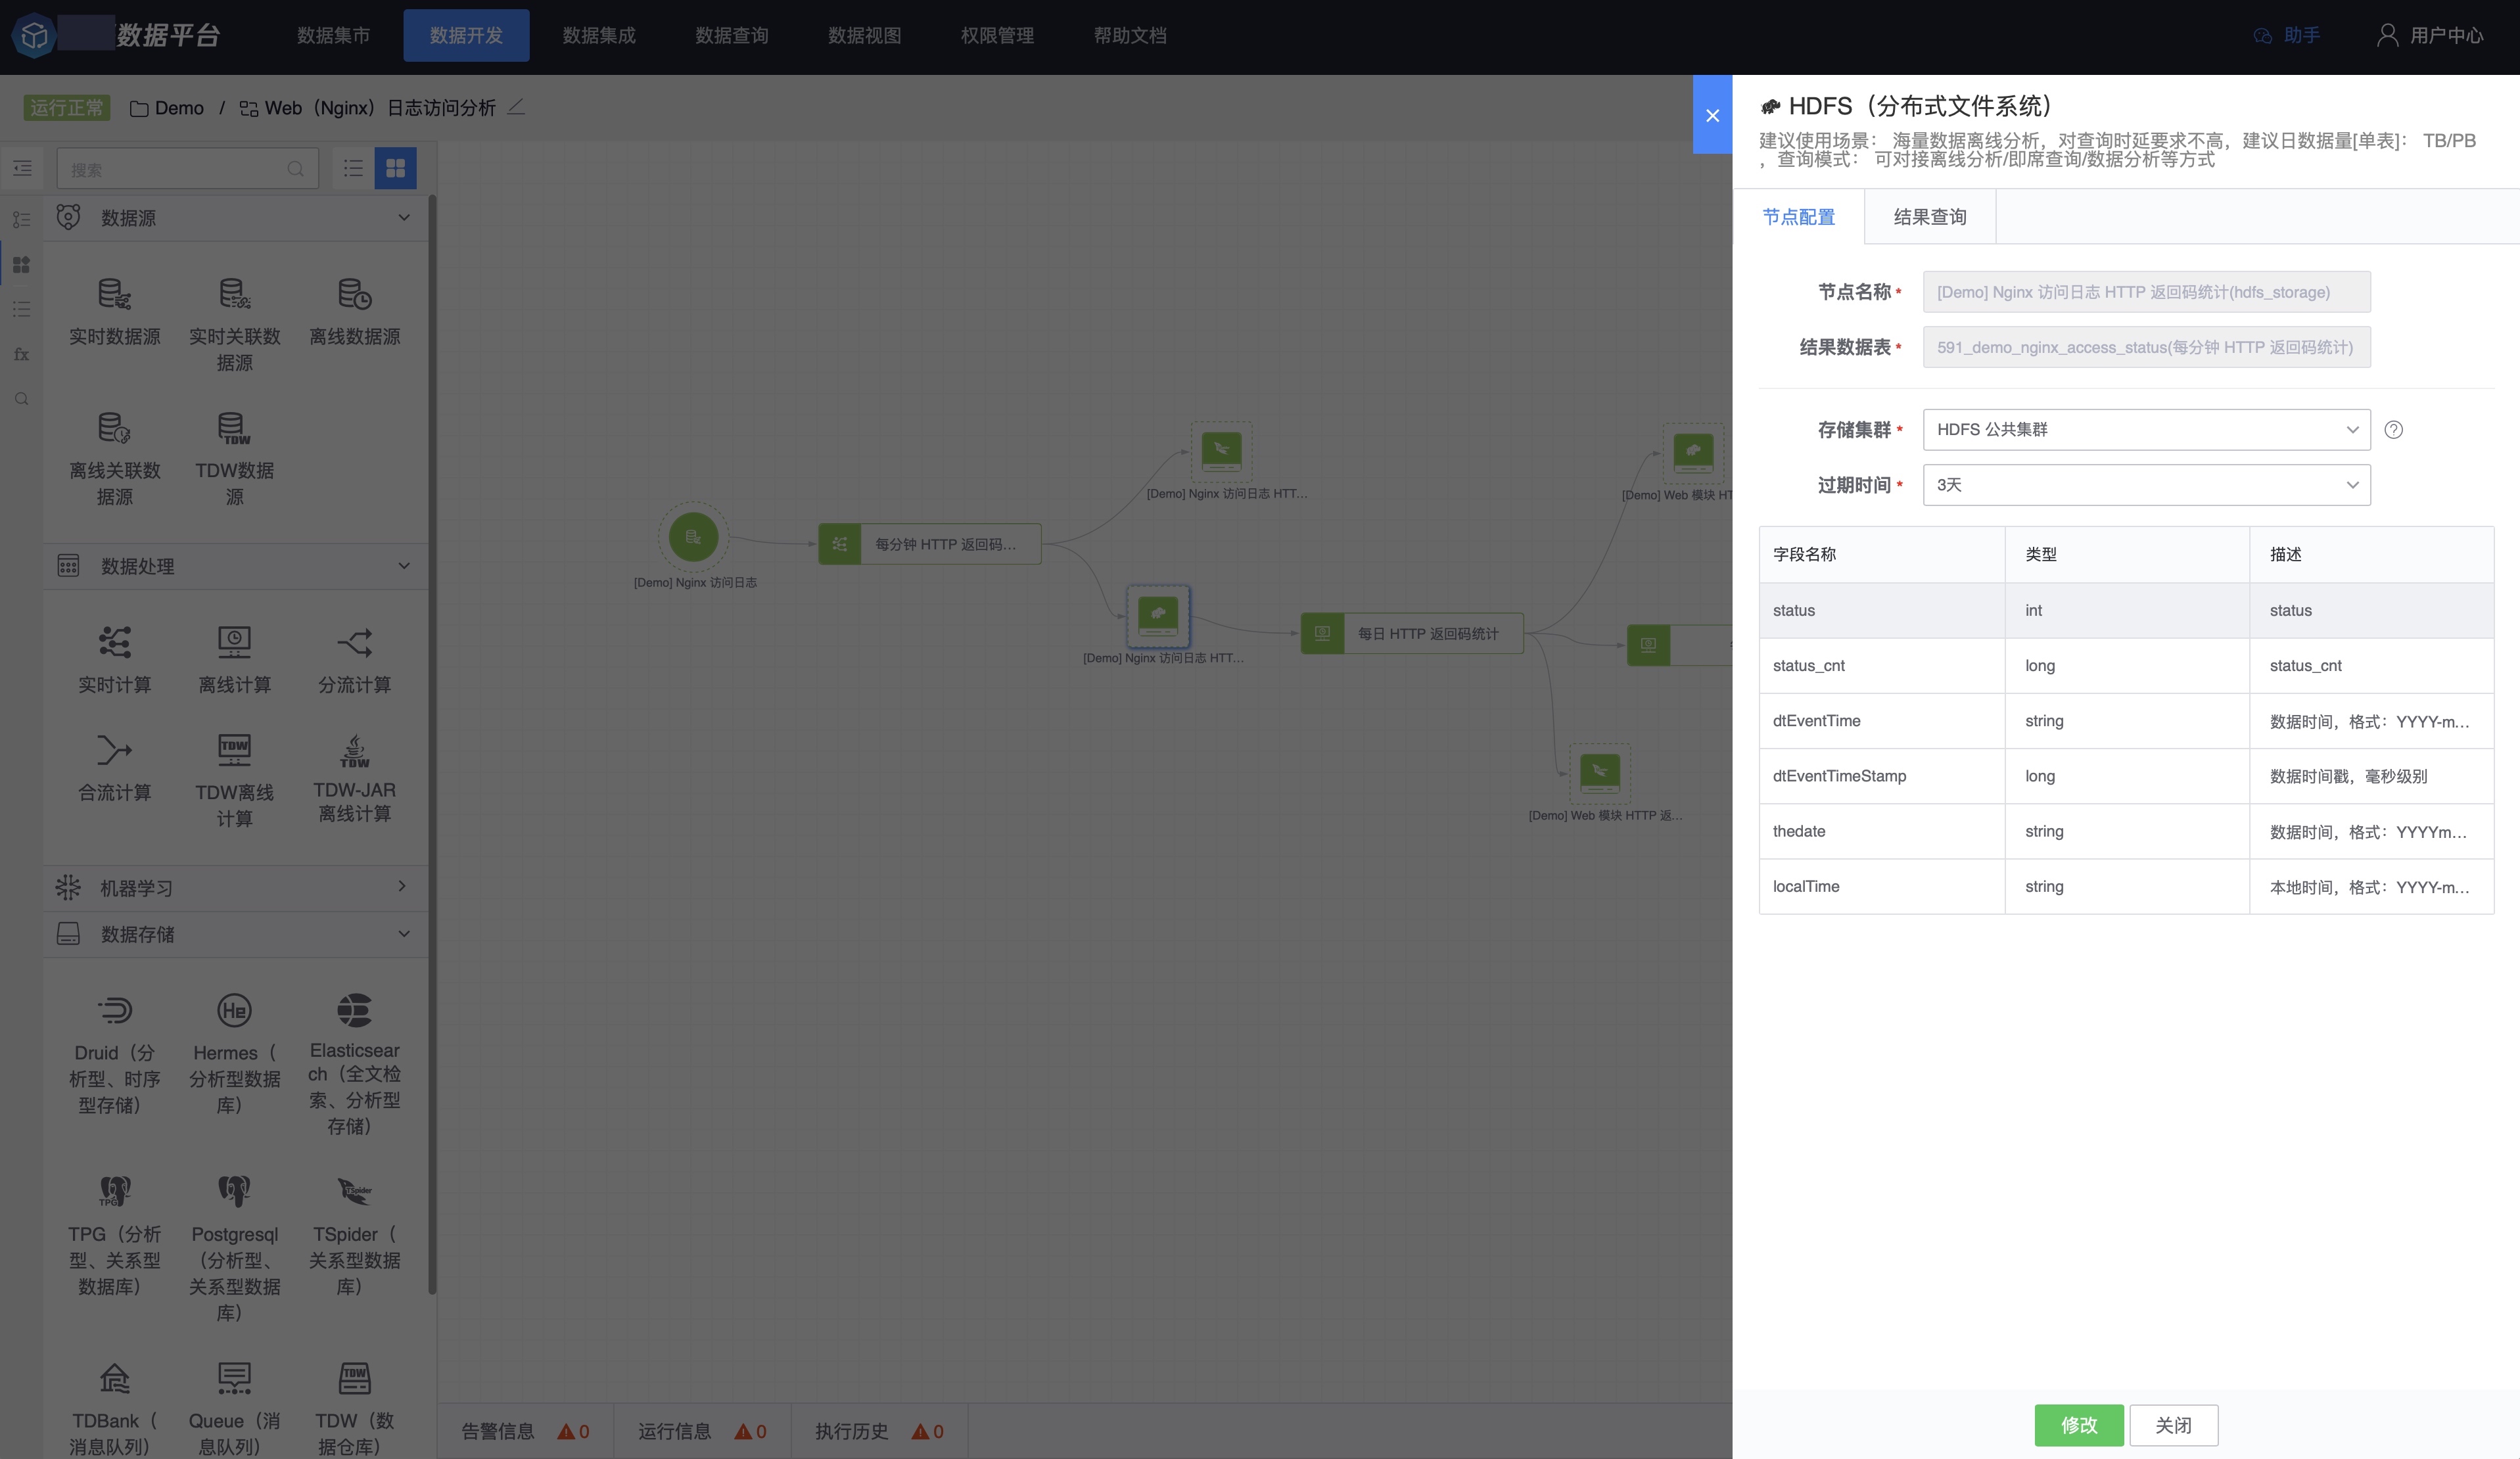 数据平台
数据集市
数据开发
数据集成
数据查询
数据视图
权限管理
帮助文档
助手
用户中心
运行正常
Demo / Web（Nginx）日志访问分析
搜索
fx
数据源
实时数据源
实时关联数
据源
离线数据源
离线关联数
据源
TDW
TDW数据
源
数据处理
实时计算
离线计算
分流计算
合流计算
TDW
TDW离线
计算
TDW
TDW-JAR
离线计算
机器学习
数据存储
Druid（分
析型、时序
型存储）
He
Hermes（
分析型数据
库）
Elasticsear
ch（全文检
索、分析型
存储）
TPG
TPG（分析
型、关系型
数据库）
Postgresql
（分析型、
关系型数据
库）
TSpider
TSpider（
关系型数据
库）
TDBank（
消息队列）
Queue（消
息队列）
TDW
TDW（数
据仓库）
[Demo] Nginx 访问日志
每分钟 HTTP 返回码...
[Demo] Nginx 访问日志 HTT...
[Demo] Nginx 访问日志 HTT...
每日 HTTP 返回码统计
[Demo] Web 模块 HT
[Demo] Web 模块 HTTP 返...
告警信息 0
运行信息 0
执行历史 0
HDFS（分布式文件系统）
建议使用场景： 海量数据离线分析，对查询时延要求不高，建议日数据量[单表]： TB/PB
，查询模式： 可对接离线分析/即席查询/数据分析等方式
节点配置
结果查询
节点名称*
[Demo] Nginx 访问日志 HTTP 返回码统计(hdfs_storage)
结果数据表*
591_demo_nginx_access_status(每分钟 HTTP 返回码统计)
存储集群*
HDFS 公共集群
?
过期时间*
3天
字段名称 类型 描述
status int status
status_cnt long status_cnt
dtEventTime string 数据时间，格式：YYYY-m...
dtEventTimeStamp long 数据时间戳，毫秒级别
thedate string 数据时间，格式：YYYYm...
localTime string 本地时间，格式：YYYY-m...
修改
关闭